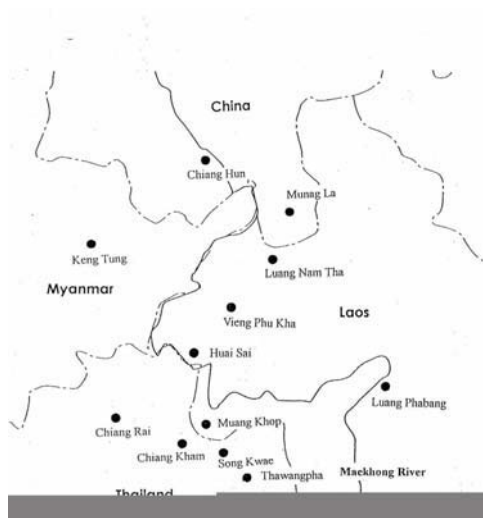 China
Chiang Hun
Munag La
Keng Tung
Luang Nam Tha
Myanmar
Vieng Phu Kha
Laos
Huai Sai
Luang Phabang
Chiang Rai
Muang Khop
Chiang Kham
Song Kwae
Thawangpha
Maekhong River
Thailand